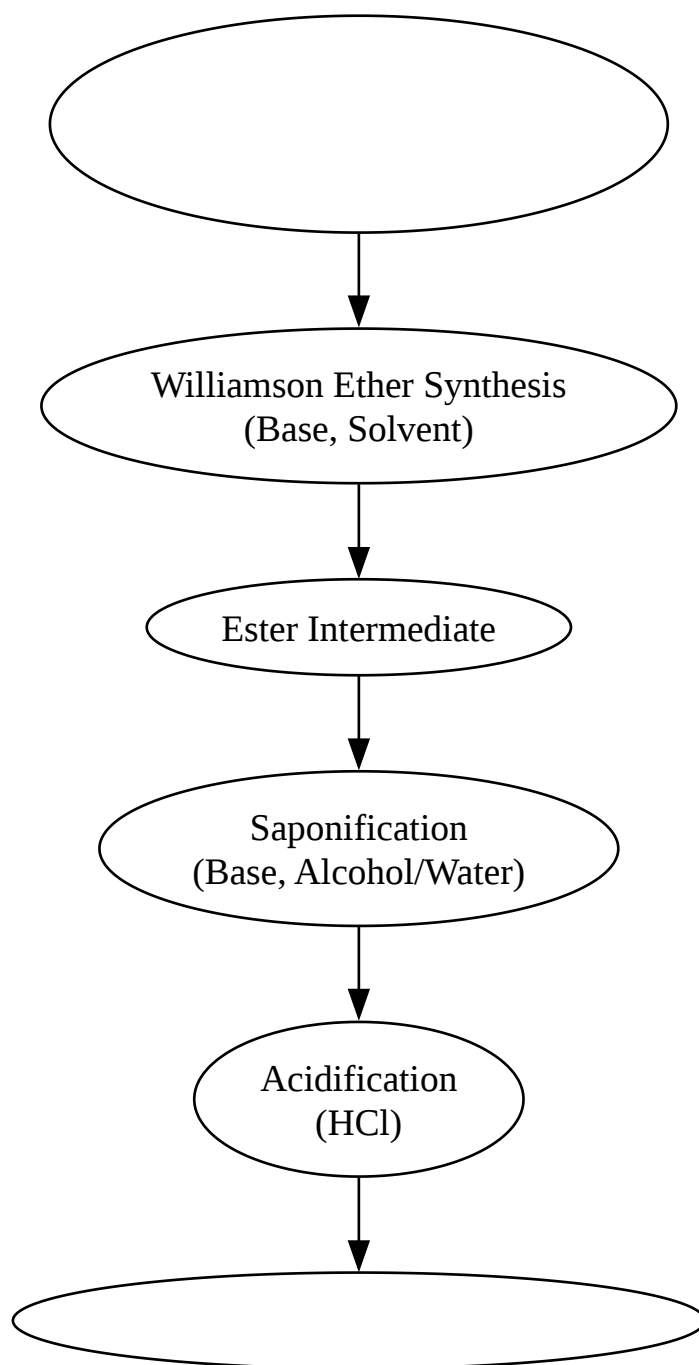 Williamson Ether Synthesis
(Base, Solvent)
Ester Intermediate
Saponification
(Base, Alcohol/Water)
Acidification
(HCl)